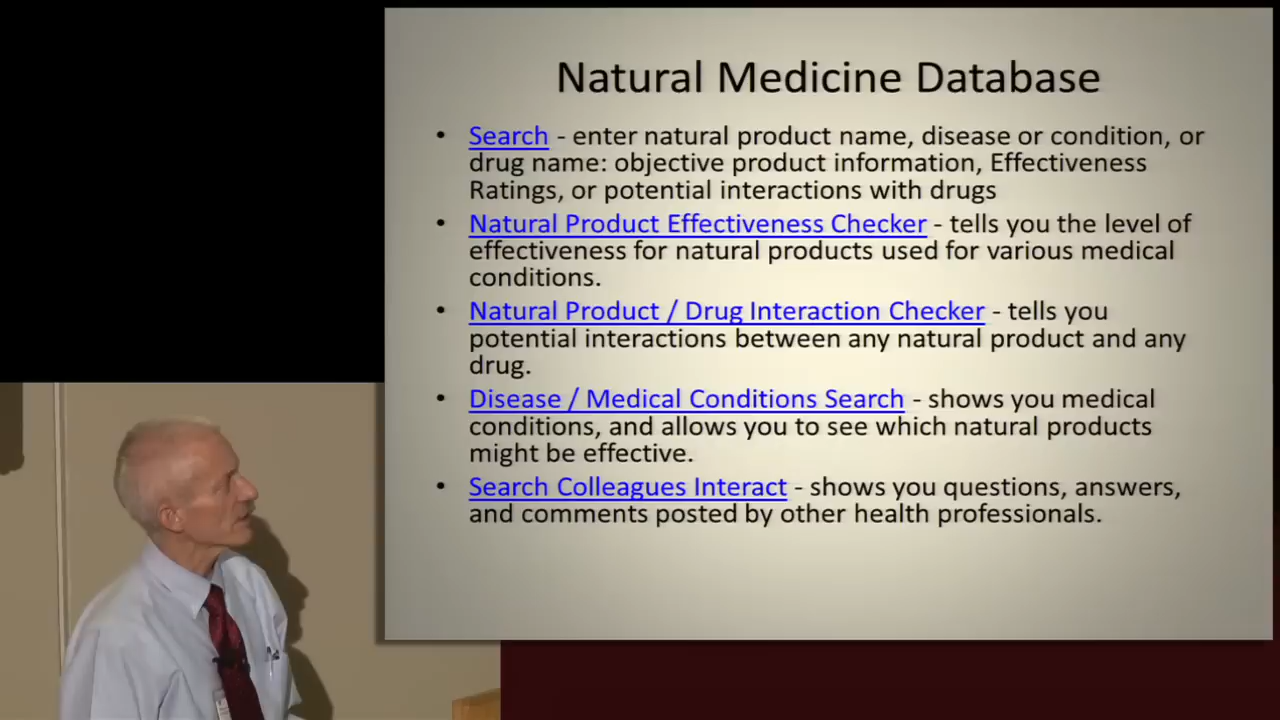 Natural Medicine Database
• Search - enter natural product name, disease or condition, or
drug name: objective product information, Effectiveness
Ratings, or potential interactions with drugs
• Natural Product Effectiveness Checker - tells you the level of
effectiveness for natural products used for various medical
conditions.
• Natural Product / Drug Interaction Checker - tells you
potential interactions between any natural product and any
drug.
• Disease / Medical Conditions Search - shows you medical
conditions, and allows you to see which natural products
might be effective.
• Search Colleagues Interact - shows you questions, answers,
and comments posted by other health professionals.